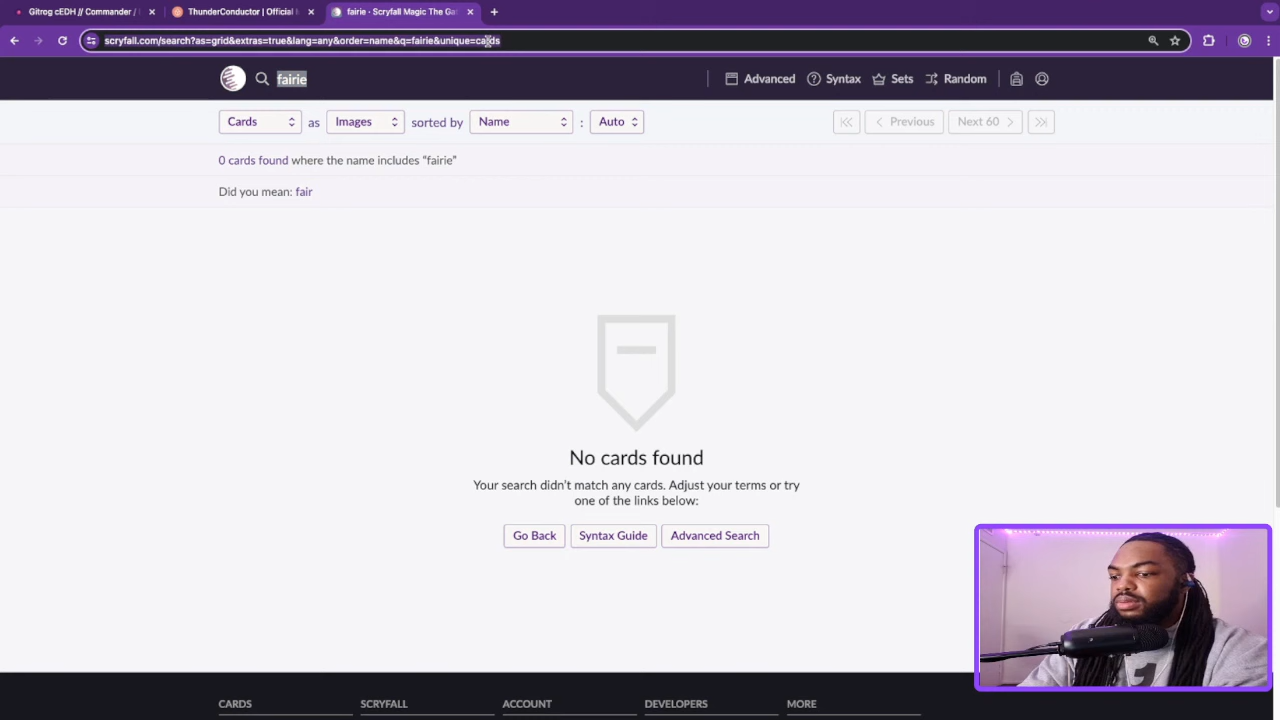 Gitrog cEDH // Commander /
ThunderConductor | Official
fairie · Scryfall Magic The Ga
scryfall.com/search?as=grid&extras=true&lang=any&order=name&q=fairie&unique=cards
fairie
Advanced
Syntax
Sets
Random
Cards as Images sorted by Name : Auto
Previous
Next 60
0 cards found where the name includes “fairie”
Did you mean: fair
No cards found
Your search didn’t match any cards. Adjust your terms or try
one of the links below:
Go Back
Syntax Guide
Advanced Search
CARDS
SCRYFALL
ACCOUNT
DEVELOPERS
MORE